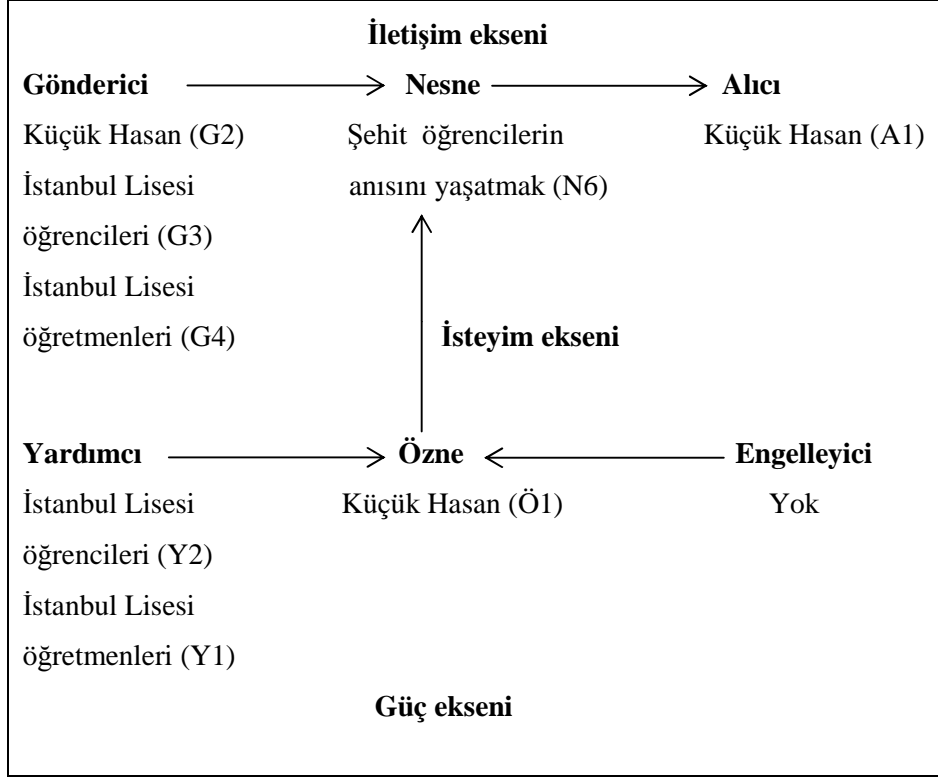 İletişim ekseni
Gönderici Nesne Alıcı
Küçük Hasan (G2) Şehit öğrencilerin Küçük Hasan (A1)
İstanbul Lisesi anısını yaşatmak (N6)
öğrencileri (G3)
İstanbul Lisesi
öğretmenleri (G4) İsteyim ekseni
Yardımcı Özne Engelleyici
İstanbul Lisesi Küçük Hasan (Ö1) Yok
öğrencileri (Y2)
İstanbul Lisesi
öğretmenleri (Y1)
Güç ekseni